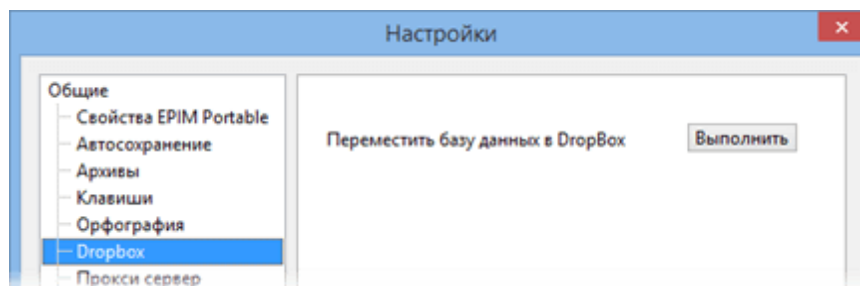 Настройки
Общие
Свойства EPIM Portable
Автосохранение
Архивы
Клавиши
Орфография
Dropbox
Прокси сервер
Переместить базу данных в DropBox
Выполнить